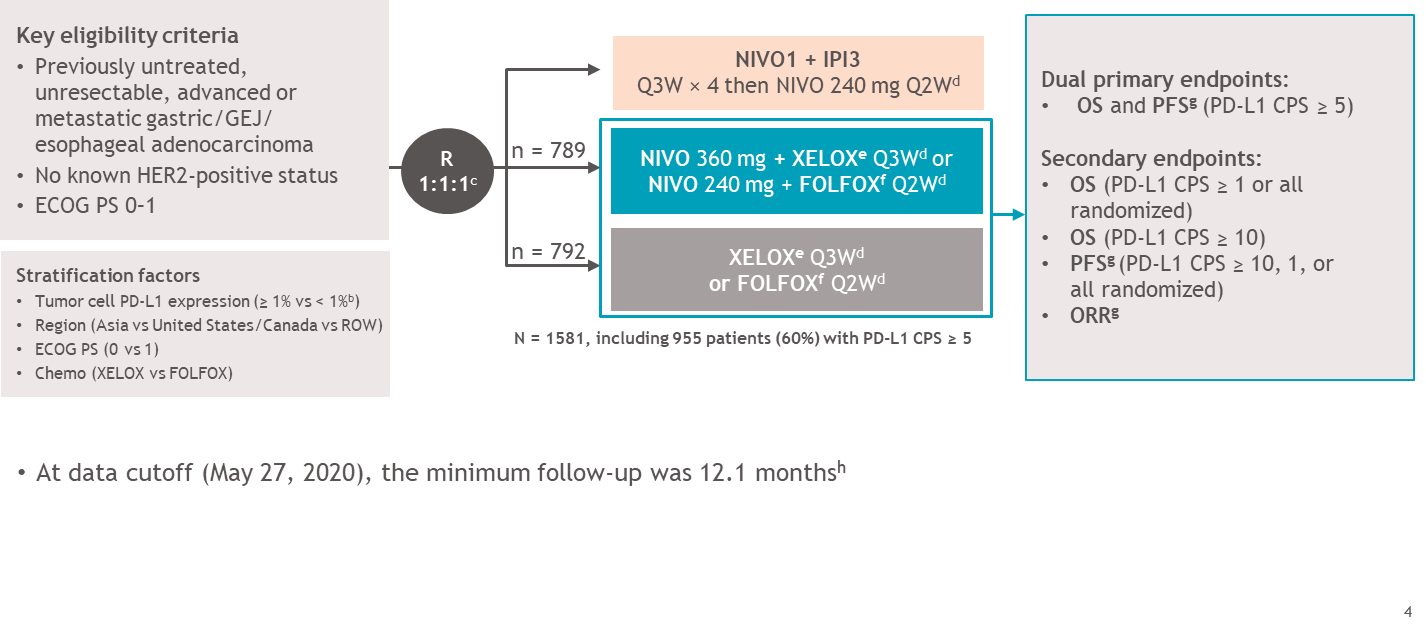 Key eligibility criteria
• Previously untreated,
unresectable, advanced or
metastatic gastric/GEJ/
esophageal adenocarcinoma
• No known HER2-positive status
• ECOG PS 0-1
Stratification factors
• Tumor cell PD-L1 expression (≥ 1% vs < 1%ᵇ)
• Region (Asia vs United States/Canada vs ROW)
• ECOG PS (0 vs 1)
• Chemo (XELOX vs FOLFOX)
R
1:1:1ᶜ
n = 789
n = 792
NIVO1 + IPI3
Q3W × 4 then NIVO 240 mg Q2Wᵈ
NIVO 360 mg + XELOXᵉ Q3Wᵈ or
NIVO 240 mg + FOLFOXᶠ Q2Wᵈ
XELOXᵉ Q3Wᵈ
or FOLFOXᶠ Q2Wᵈ
N = 1581, including 955 patients (60%) with PD-L1 CPS ≥ 5
Dual primary endpoints:
• OS and PFSᵍ (PD-L1 CPS ≥ 5)
Secondary endpoints:
• OS (PD-L1 CPS ≥ 1 or all
randomized)
• OS (PD-L1 CPS ≥ 10)
• PFSᵍ (PD-L1 CPS ≥ 10, 1, or
all randomized)
• ORRᵍ
• At data cutoff (May 27, 2020), the minimum follow-up was 12.1 monthsʰ
4